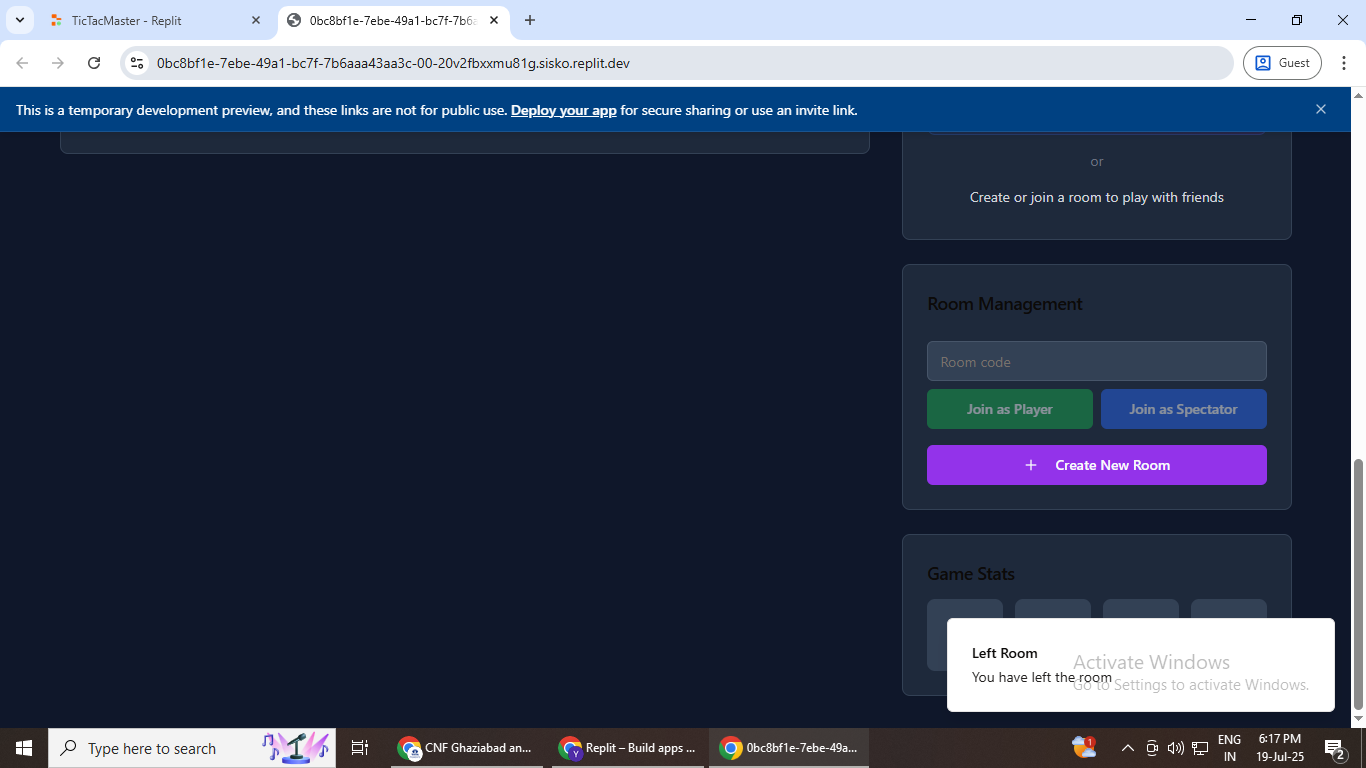 TicTacMaster - Replit
0bc8bf1e-7ebe-49a1-bc7f-7b6a
0bc8bf1e-7ebe-49a1-bc7f-7b6aaa43aa3c-00-20v2fbxxmu81g.sisko.replit.dev
Guest
This is a temporary development preview, and these links are not for public use. Deploy your app for secure sharing or use an invite link.
or
Create or join a room to play with friends
Room Management
Room code
Join as Player
Join as Spectator
+ Create New Room
Game Stats
Left Room
You have left the room
Activate Windows
Go to Settings to activate Windows.
Type here to search
CNF Ghaziabad an...
Y
Replit – Build apps ...
0bc8bf1e-7ebe-49a...
1
ENG
IN
6:17 PM
19-Jul-25
2